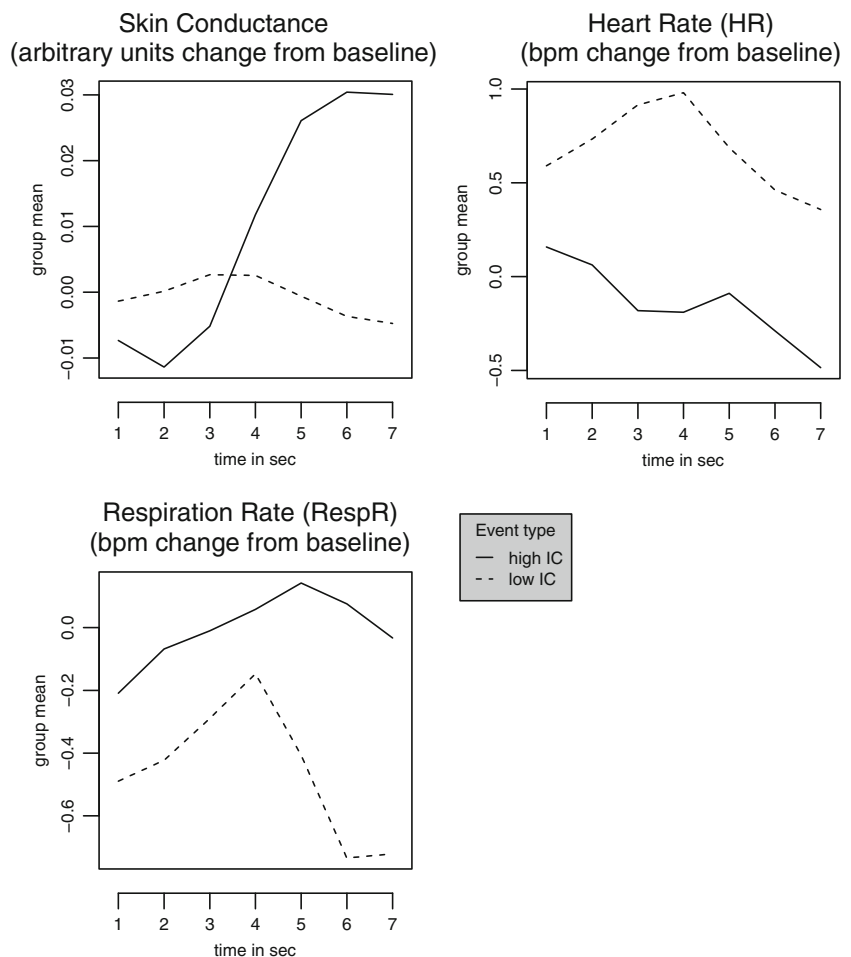 Skin Conductance
(arbitrary units change from baseline)
group mean
0.03
0.02
0.01
0.00
−0.01
1 2 3 4 5 6 7
time in sec
Heart Rate (HR)
(bpm change from baseline)
group mean
1.0
0.5
0.0
−0.5
1 2 3 4 5 6 7
time in sec
Respiration Rate (RespR)
(bpm change from baseline)
group mean
0.0
−0.2
−0.4
−0.6
1 2 3 4 5 6 7
time in sec
Event type
high IC
low IC